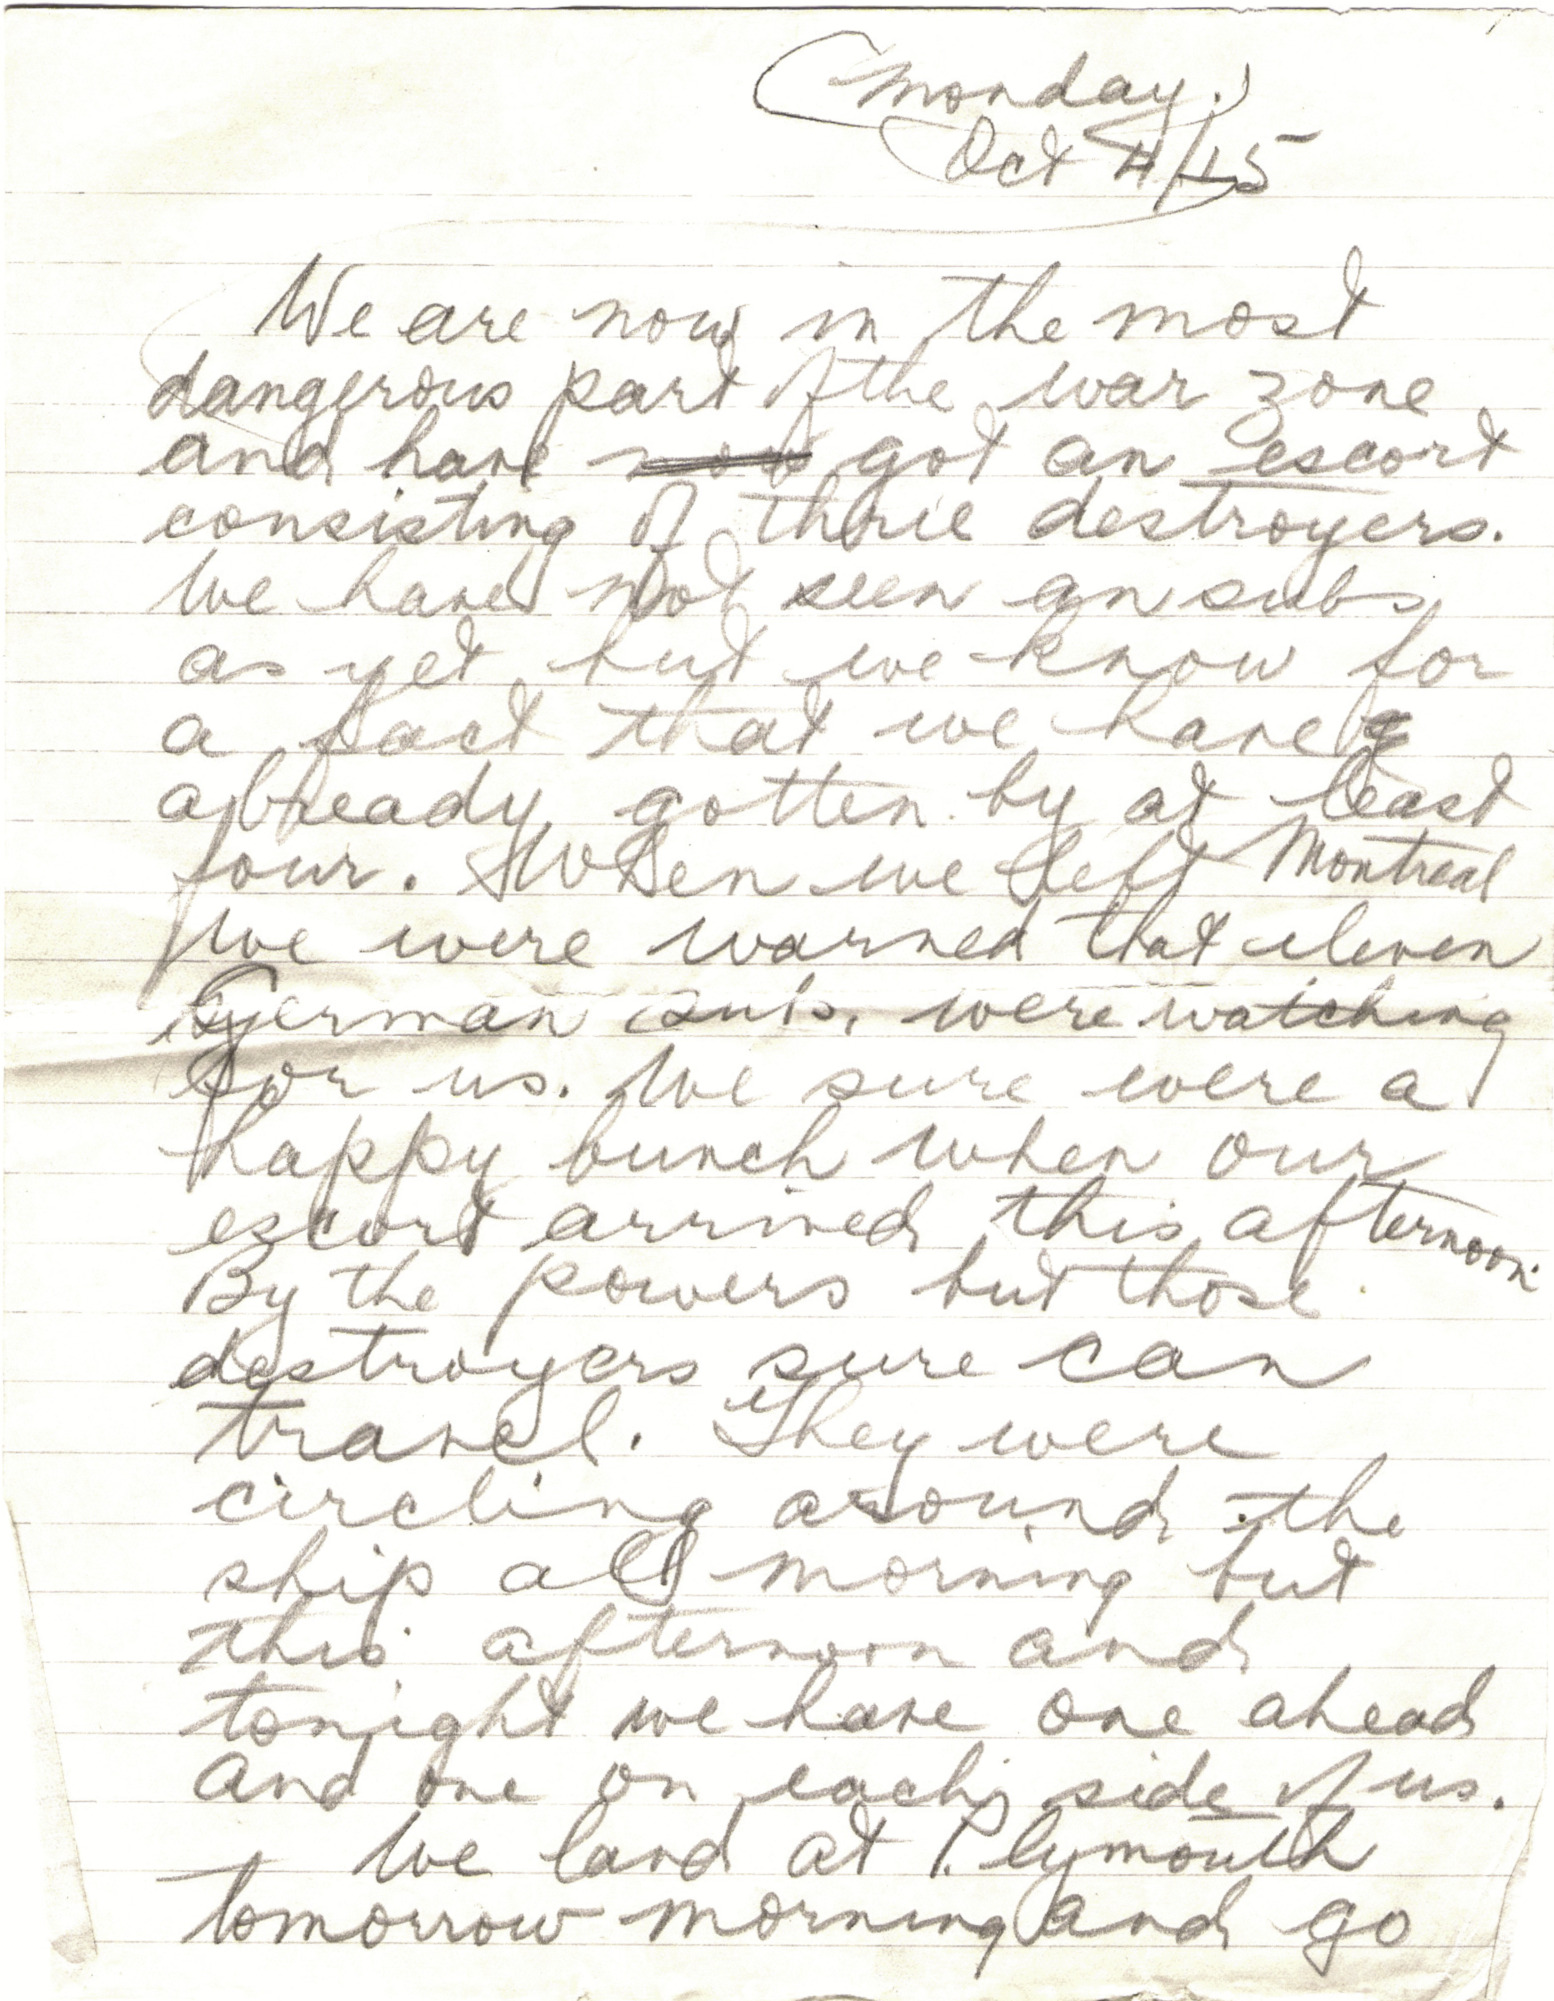 (Monday.)
Oct 4/15
We are now in the most
dangerous part of the war zone
and have now got an escort
consisting of three destroyers.
We have not seen an subs
as yet but we know for
a fact that we have
already gotten by at least
four. When we left Montreal
we were warned that eleven
German subs. were watching
for us. We sure were a
happy bunch when our
escort arrived this afternoon.
By the powers but those
destroyers sure can
travel. They were
circling around the
ship all morning but
this afternoon and
tonight we have one ahead
and one on each side of us.
We land at Plymouth
tomorrow morning and go